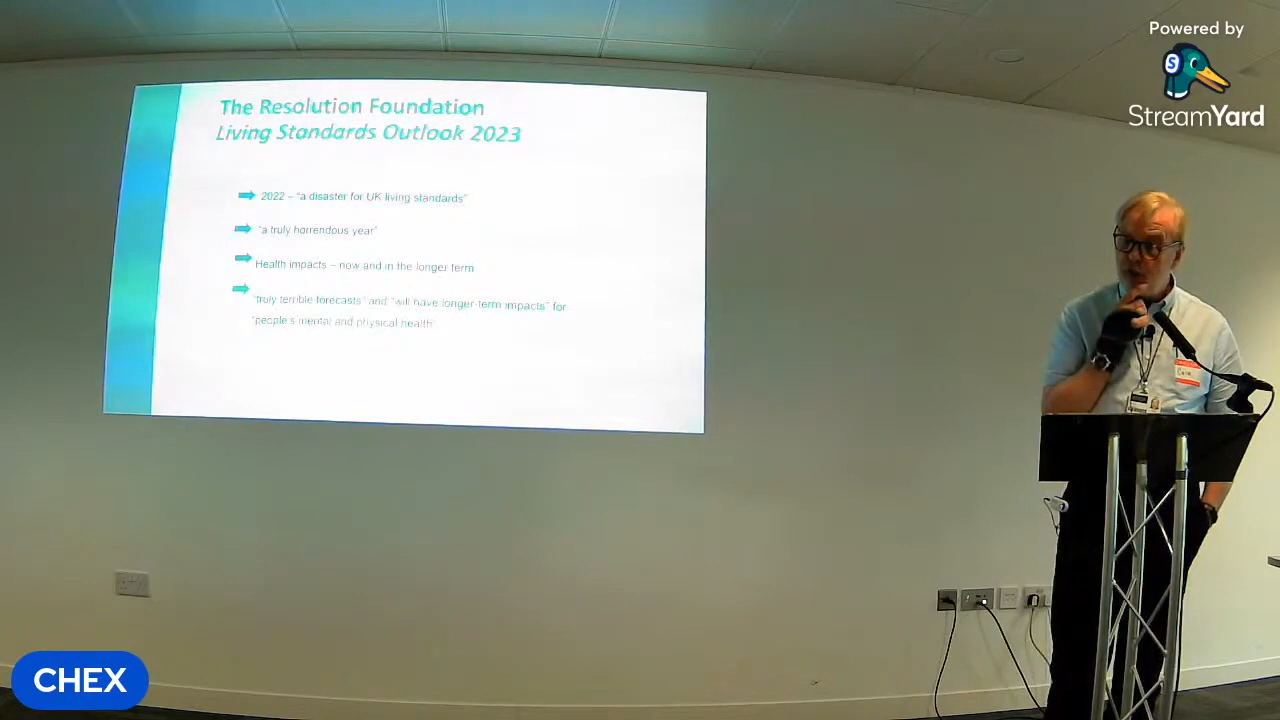 Powered by
StreamYard
The Resolution Foundation
Living Standards Outlook 2023
2022 – "a disaster for UK living standards"
"a truly horrendous year"
Health impacts – now and in the longer term
"truly terrible forecasts" and "will have longer-term impacts" for
"people's mental and physical health"
CHEX